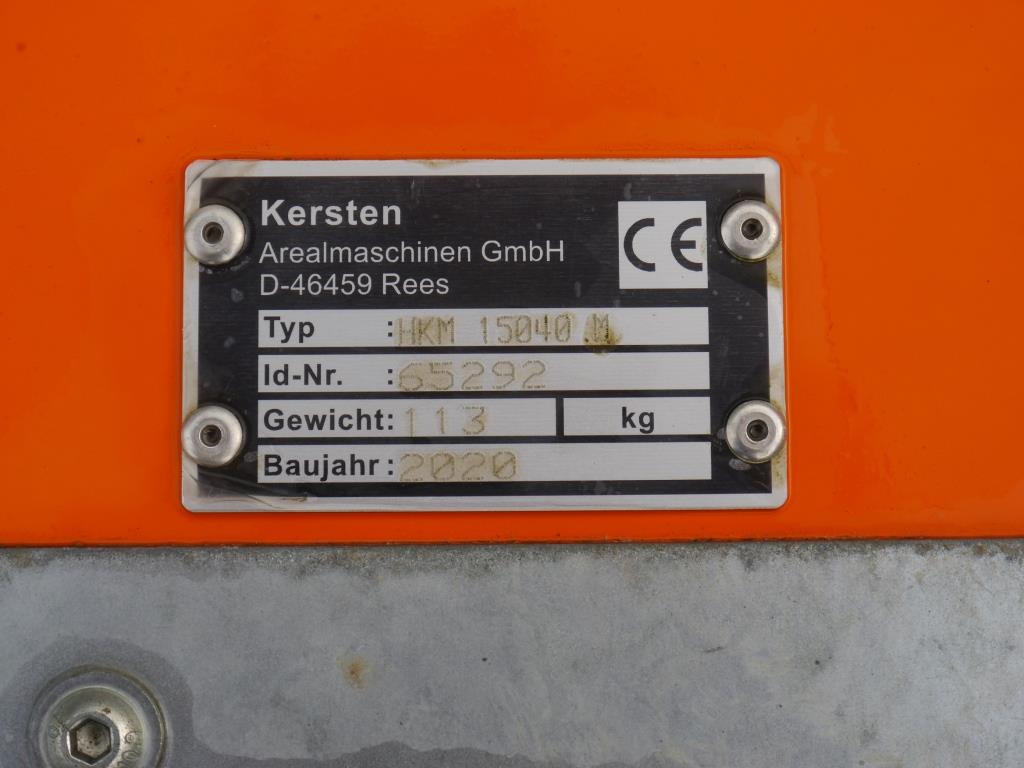 Kersten
Arealmaschinen GmbH
D-46459 Rees
CE
Typ : HKM 15040 M
Id-Nr. : 65292
Gewicht: 113 kg
Baujahr : 2020